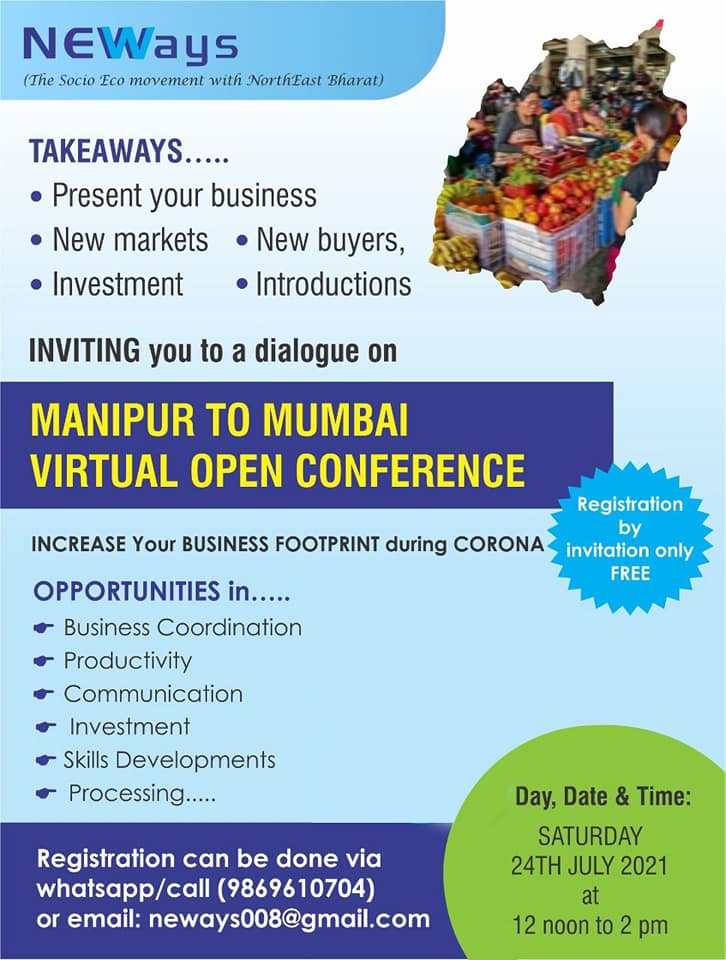 NEWays
(The Socio Eco movement with NorthEast Bharat)
TAKEAWAYS.....
• Present your business
• New markets • New buyers,
• Investment • Introductions
INVITING you to a dialogue on
MANIPUR TO MUMBAI
VIRTUAL OPEN CONFERENCE
Registration
by
invitation only
FREE
INCREASE Your BUSINESS FOOTPRINT during CORONA
OPPORTUNITIES in.....
☛ Business Coordination
☛ Productivity
☛ Communication
☛ Investment
☛ Skills Developments
☛ Processing.....
Registration can be done via
whatsapp/call (9869610704)
or email: neways008@gmail.com
Day, Date & Time:
SATURDAY
24TH JULY 2021
at
12 noon to 2 pm